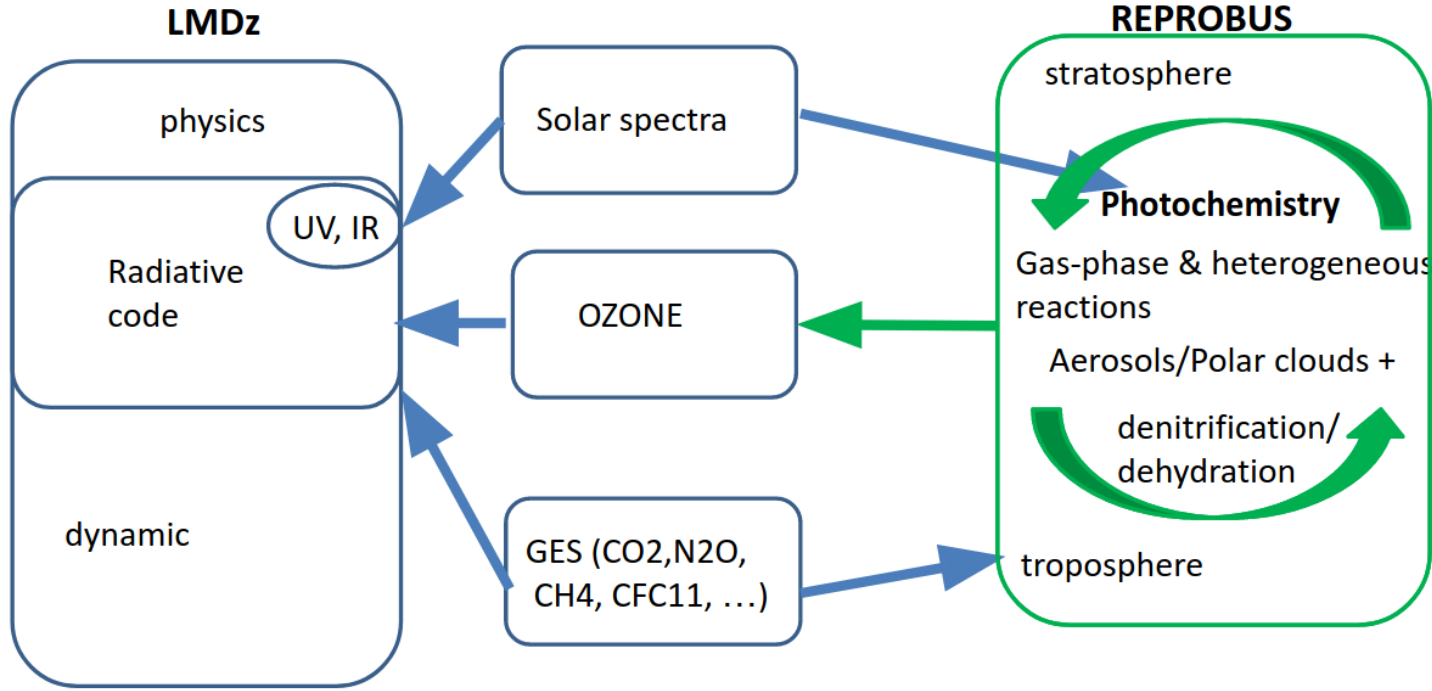 LMDz
physics
UV, IR
Radiative
code
dynamic
Solar spectra
OZONE
GES (CO2,N2O,
CH4, CFC11, …)
REPROBUS
stratosphere
Photochemistry
Gas-phase & heterogeneous
reactions
Aerosols/Polar clouds +
denitrification/
dehydration
troposphere